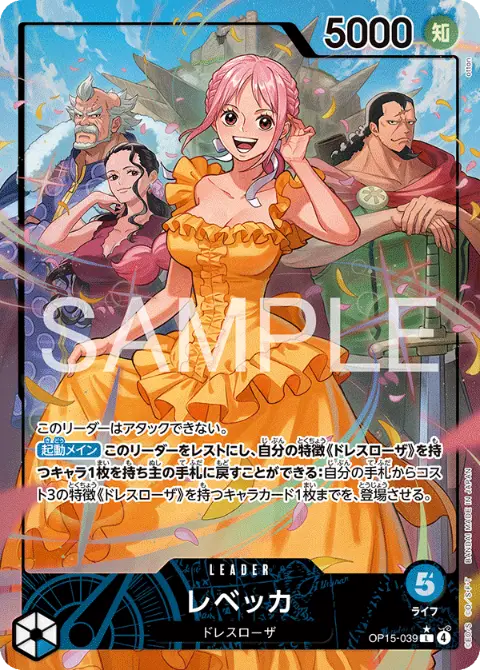 5000 知
otton
SAMPLE
このリーダーはアタックできない。
起動メイン このリーダーをレストにし、自分の特徴《ドレスローザ》を持
つキャラ1枚を持ち主の手札に戻すことができる：自分の手札からコス
ト3の特徴《ドレスローザ》を持つキャラカード1枚までを、登場させる。
LEADER
レベッカ
ドレスローザ
5
ライフ
OP15-039 L 4
BANDAI MADE IN JAPAN